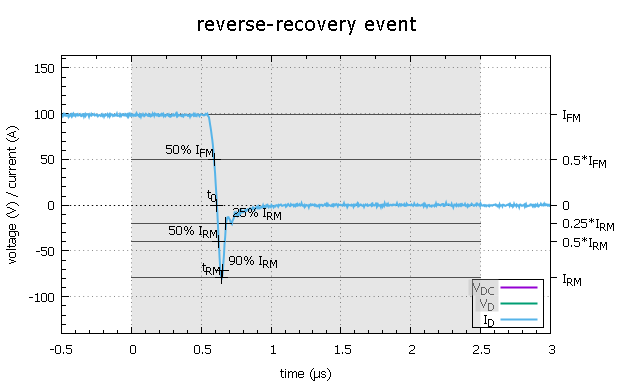 reverse-recovery event
voltage (V) / current (A)
150
100
50
0
-50
-100
I_FM
0.5*I_FM
0
0.25*I_RM
0.5*I_RM
I_RM
50% I_FM
t_0
25% I_RM
50% I_RM
90% I_RM
t_RM
V_DC
V_D
I_D
-0.5 0 0.5 1 1.5 2 2.5 3
time (µs)